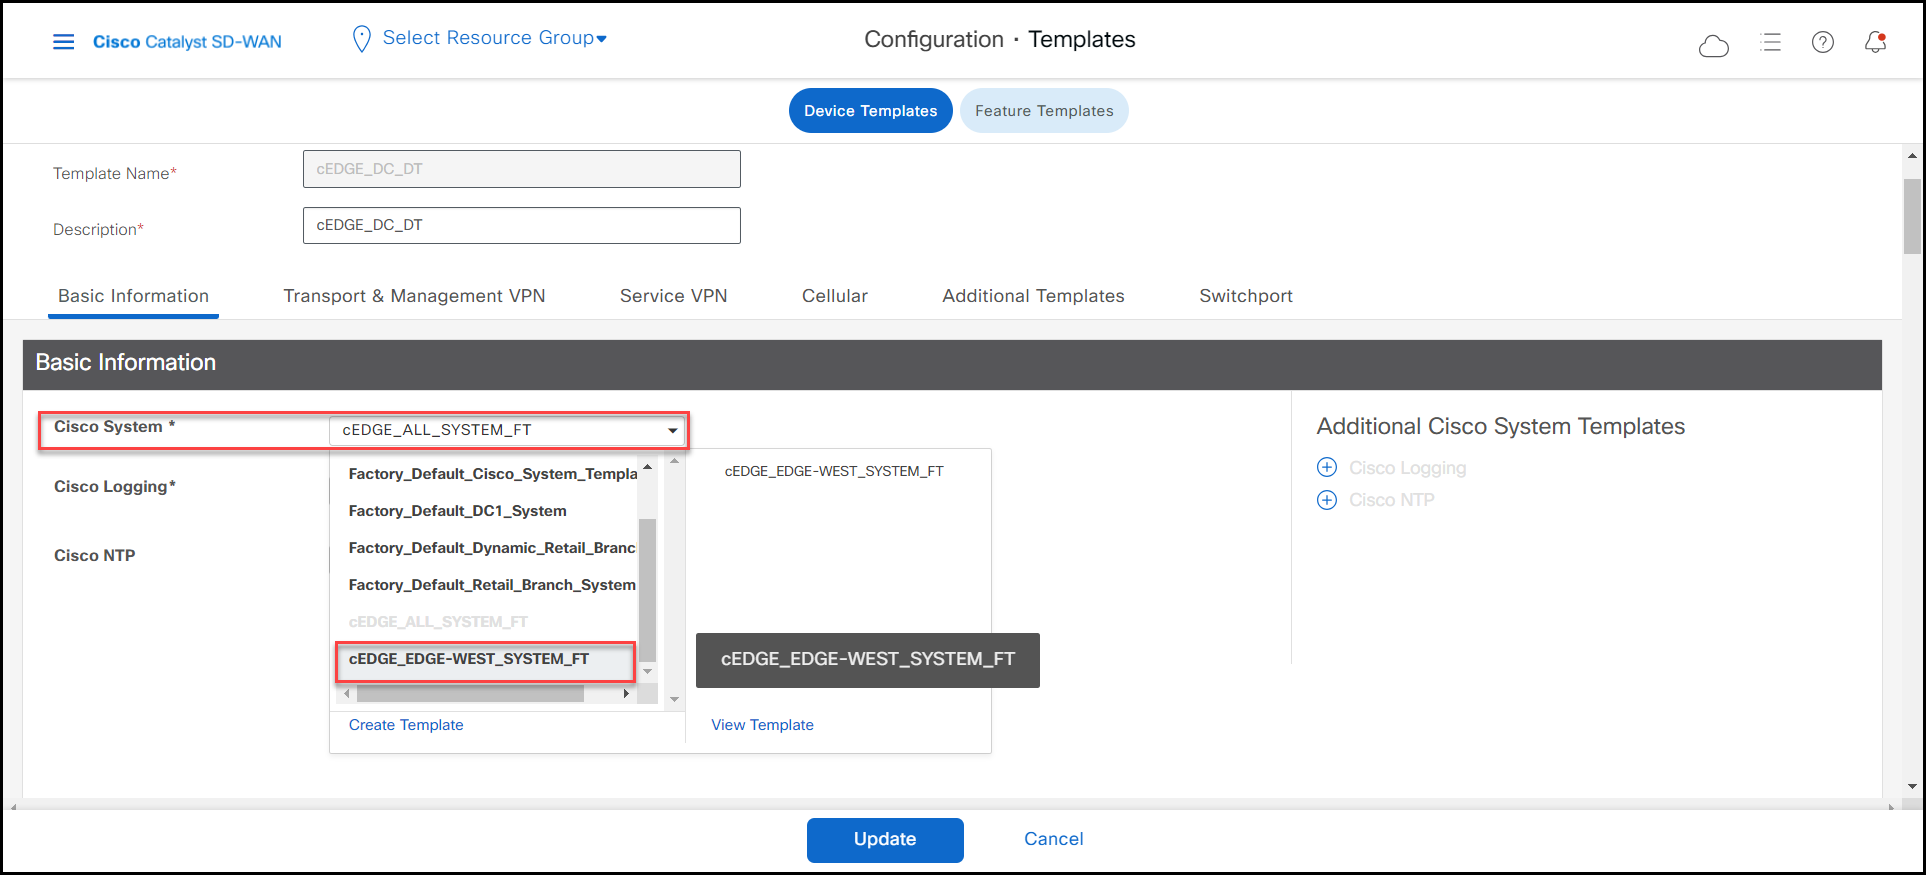 Cisco Catalyst SD-WAN
Select Resource Group
Configuration · Templates
Device Templates
Feature Templates
Template Name*
cEDGE_DC_DT
Description*
cEDGE_DC_DT
Basic Information
Transport & Management VPN
Service VPN
Cellular
Additional Templates
Switchport
Basic Information
Cisco System *
cEDGE_ALL_SYSTEM_FT
Additional Cisco System Templates
Cisco Logging
Cisco NTP
Cisco Logging*
Cisco NTP
Factory_Default_Cisco_System_Templa
Factory_Default_DC1_System
Factory_Default_Dynamic_Retail_Branc
Factory_Default_Retail_Branch_System
cEDGE_ALL_SYSTEM_FT
cEDGE_EDGE-WEST_SYSTEM_FT
cEDGE_EDGE-WEST_SYSTEM_FT
cEDGE_EDGE-WEST_SYSTEM_FT
Create Template
View Template
Update
Cancel